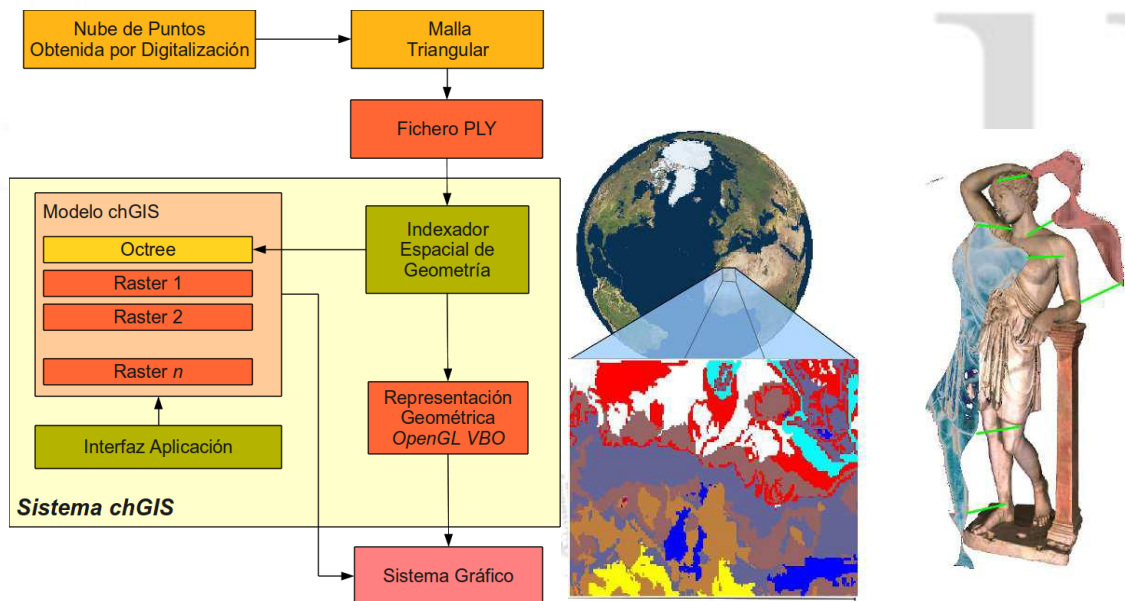 Nube de Puntos
Obtenida por Digitalización
Malla
Triangular
Fichero PLY
Modelo chGIS
Octree
Raster 1
Raster 2
Raster n
Interfaz Aplicación
Indexador
Espacial de
Geometría
Representación
Geométrica
OpenGL VBO
Sistema chGIS
Sistema Gráfico